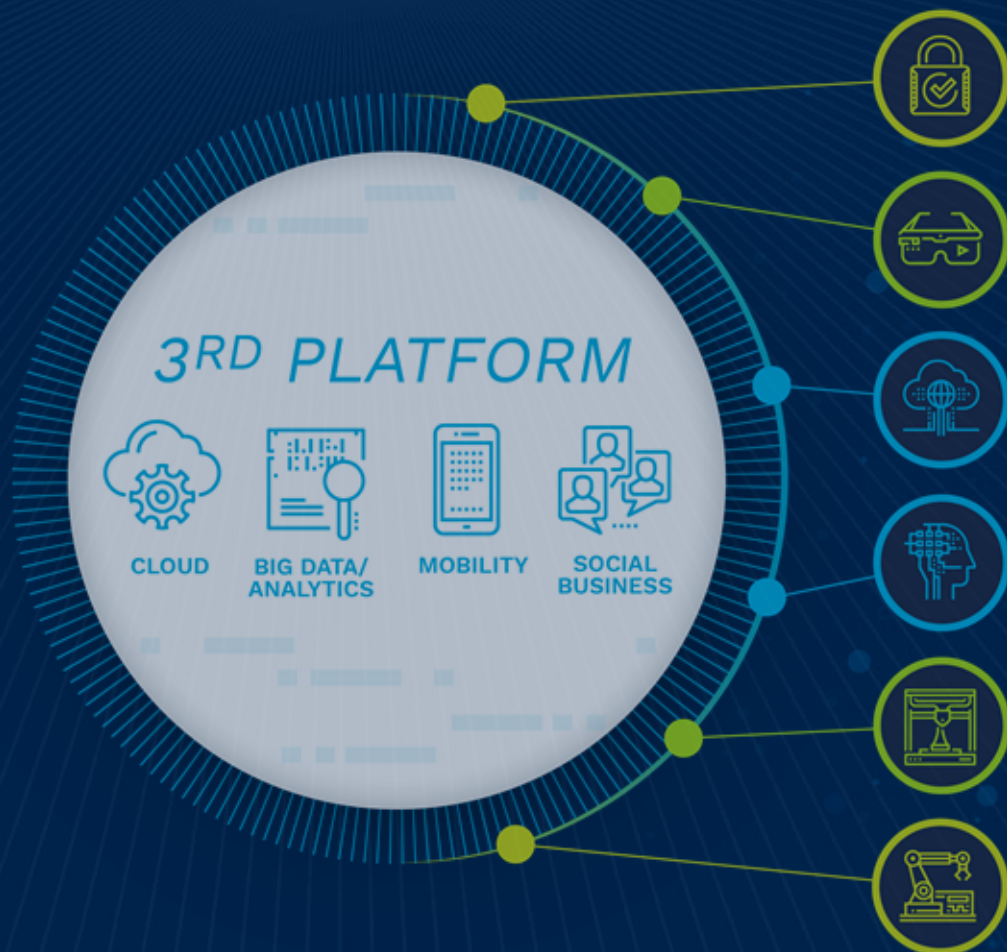 3RD PLATFORM
CLOUD
BIG DATA/
ANALYTICS
MOBILITY
SOCIAL
BUSINESS